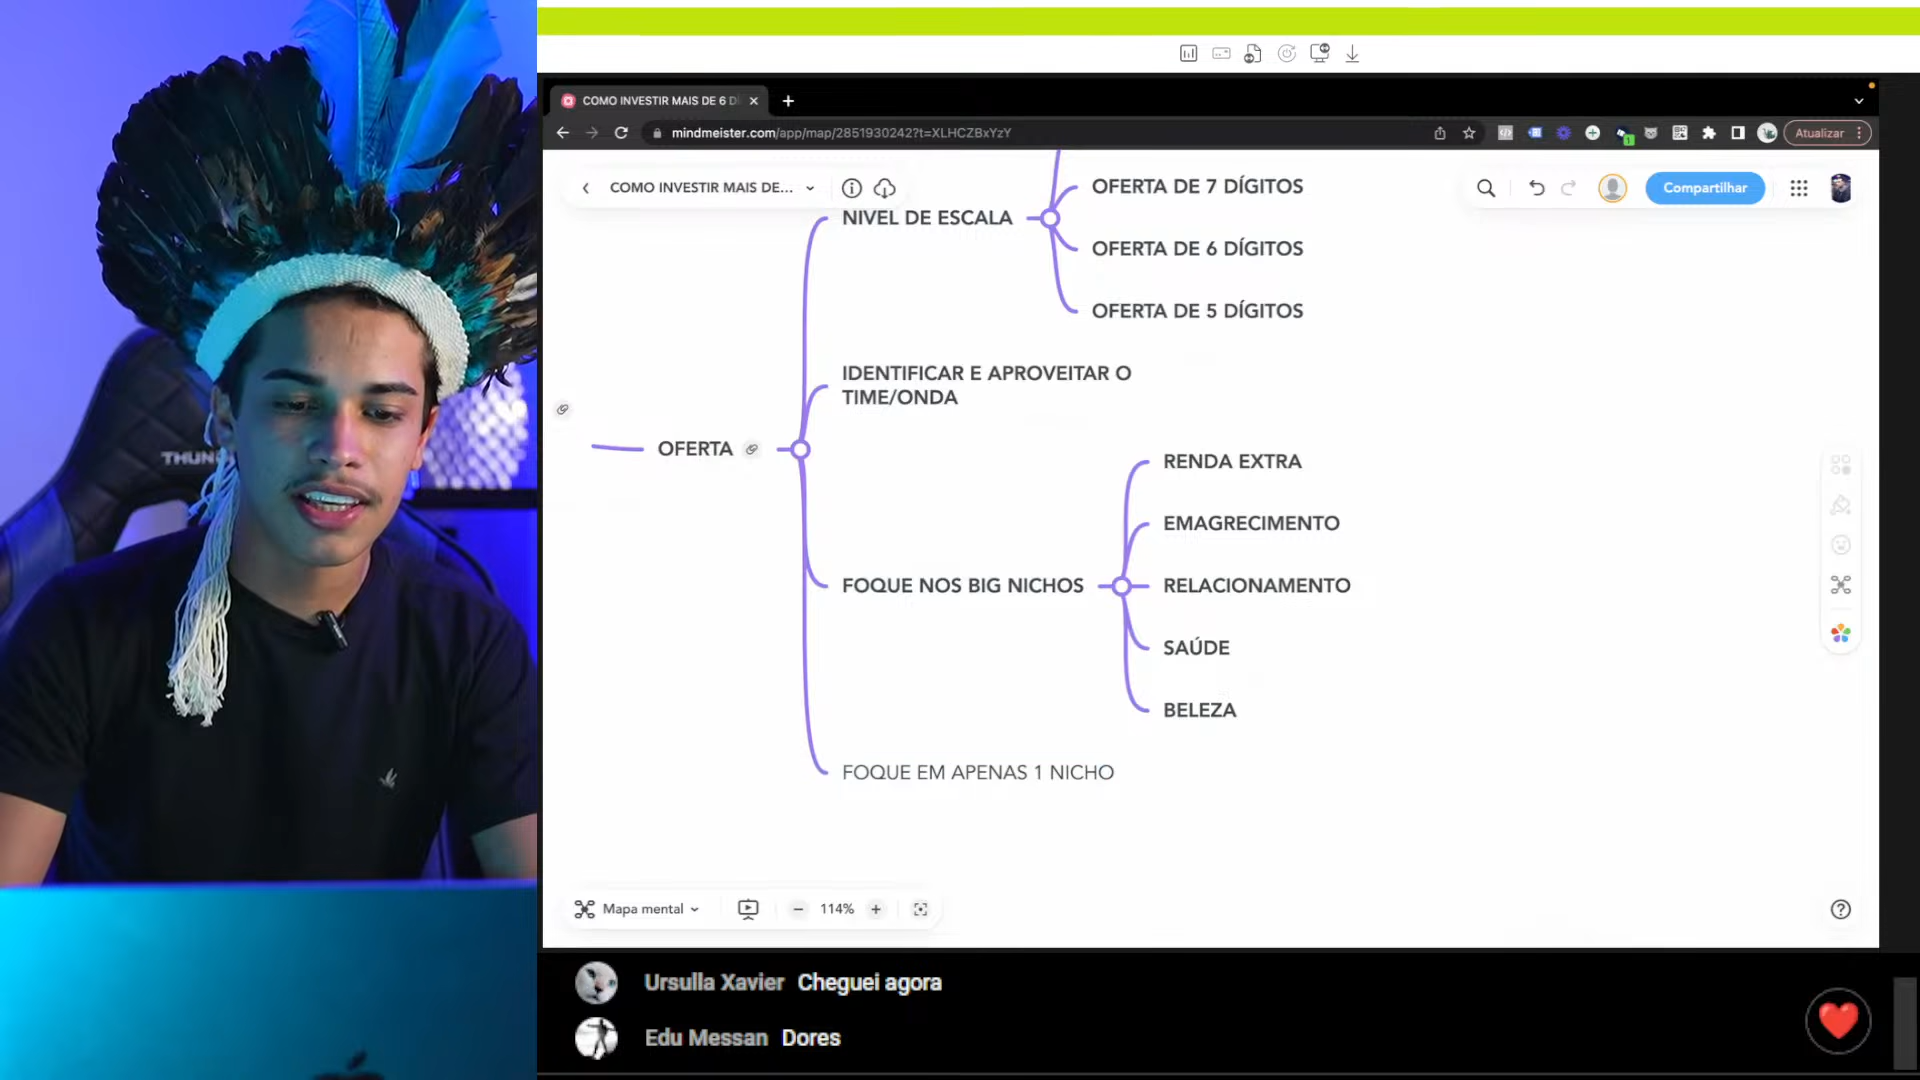 THUN
COMO INVESTIR MAIS DE 6 D
mindmeister.com/app/map/2851930242?t=XLHCZBxYzY
1
Atualizar
COMO INVESTIR MAIS DE...
Compartilhar
OFERTA DE 7 DÍGITOS
NIVEL DE ESCALA
OFERTA DE 6 DÍGITOS
OFERTA DE 5 DÍGITOS
IDENTIFICAR E APROVEITAR O
TIME/ONDA
OFERTA
RENDA EXTRA
EMAGRECIMENTO
FOQUE NOS BIG NICHOS
RELACIONAMENTO
SAÚDE
BELEZA
FOQUE EM APENAS 1 NICHO
Mapa mental
114%
Ursulla Xavier Cheguei agora
Edu Messan Dores